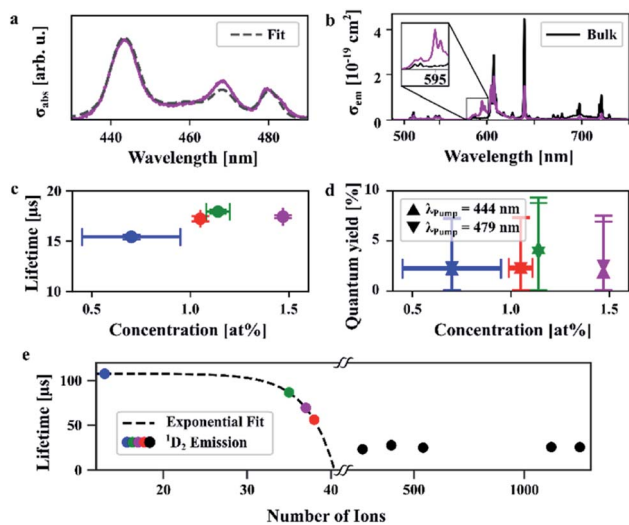 a
b
Fit
Bulk
σabs [arb. u.]
σem [10⁻¹⁹ cm²]
4
2
0
595
440
460
480
500
600
700
Wavelength [nm]
Wavelength [nm]
c
d
Lifetime [µs]
20
15
10
Quantum yield [%]
10
5
0
λPump = 444 nm
λPump = 479 nm
0.5
1.0
1.5
0.5
1.0
1.5
Concentration [at%]
Concentration [at%]
e
Lifetime [µs]
100
50
0
Exponential Fit
¹D₂ Emission
20
30
40
500
1000
Number of Ions